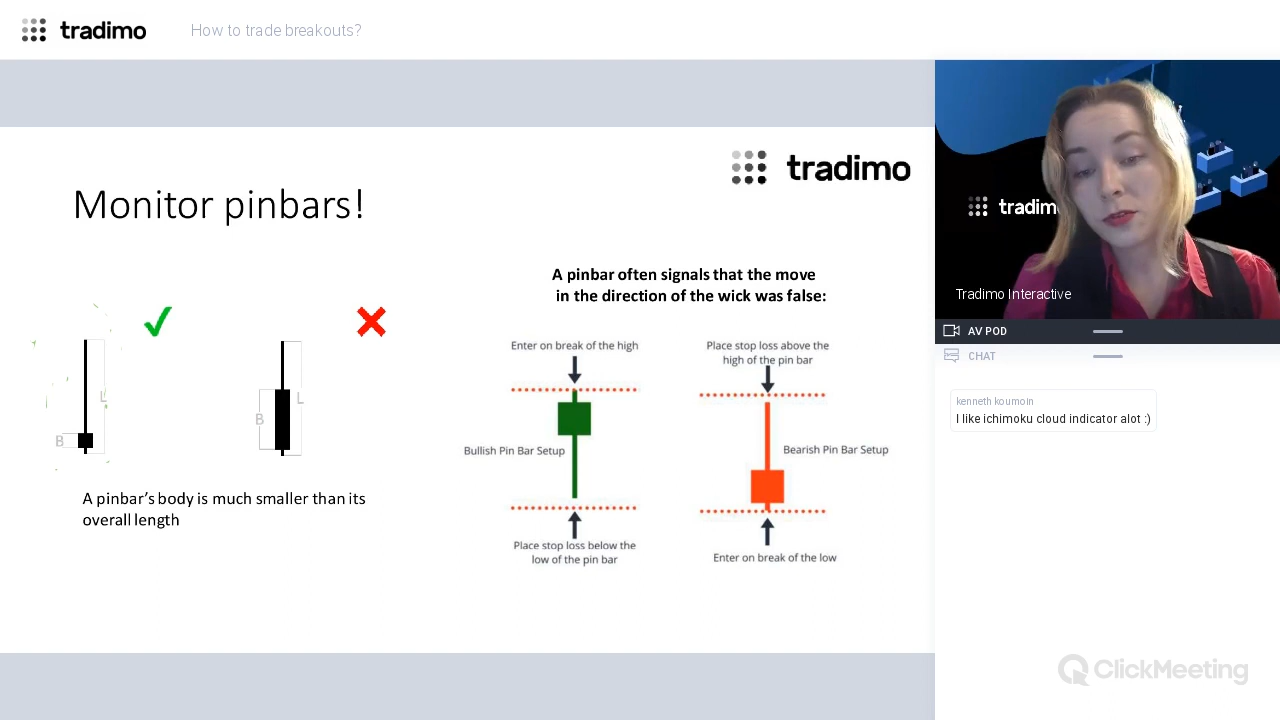 tradimo
How to trade breakouts?
tradimo
Monitor pinbars!
A pinbar often signals that the move
in the direction of the wick was false:
L
B
L
B
A pinbar's body is much smaller than its
overall length
Enter on break of the high
Bullish Pin Bar Setup
Place stop loss below the
low of the pin bar
Place stop loss above the
high of the pin bar
Bearish Pin Bar Setup
Enter on break of the low
tradim
Tradimo Interactive
AV POD
CHAT
kenneth koumoin
I like ichimoku cloud indicator alot :)
ClickMeeting